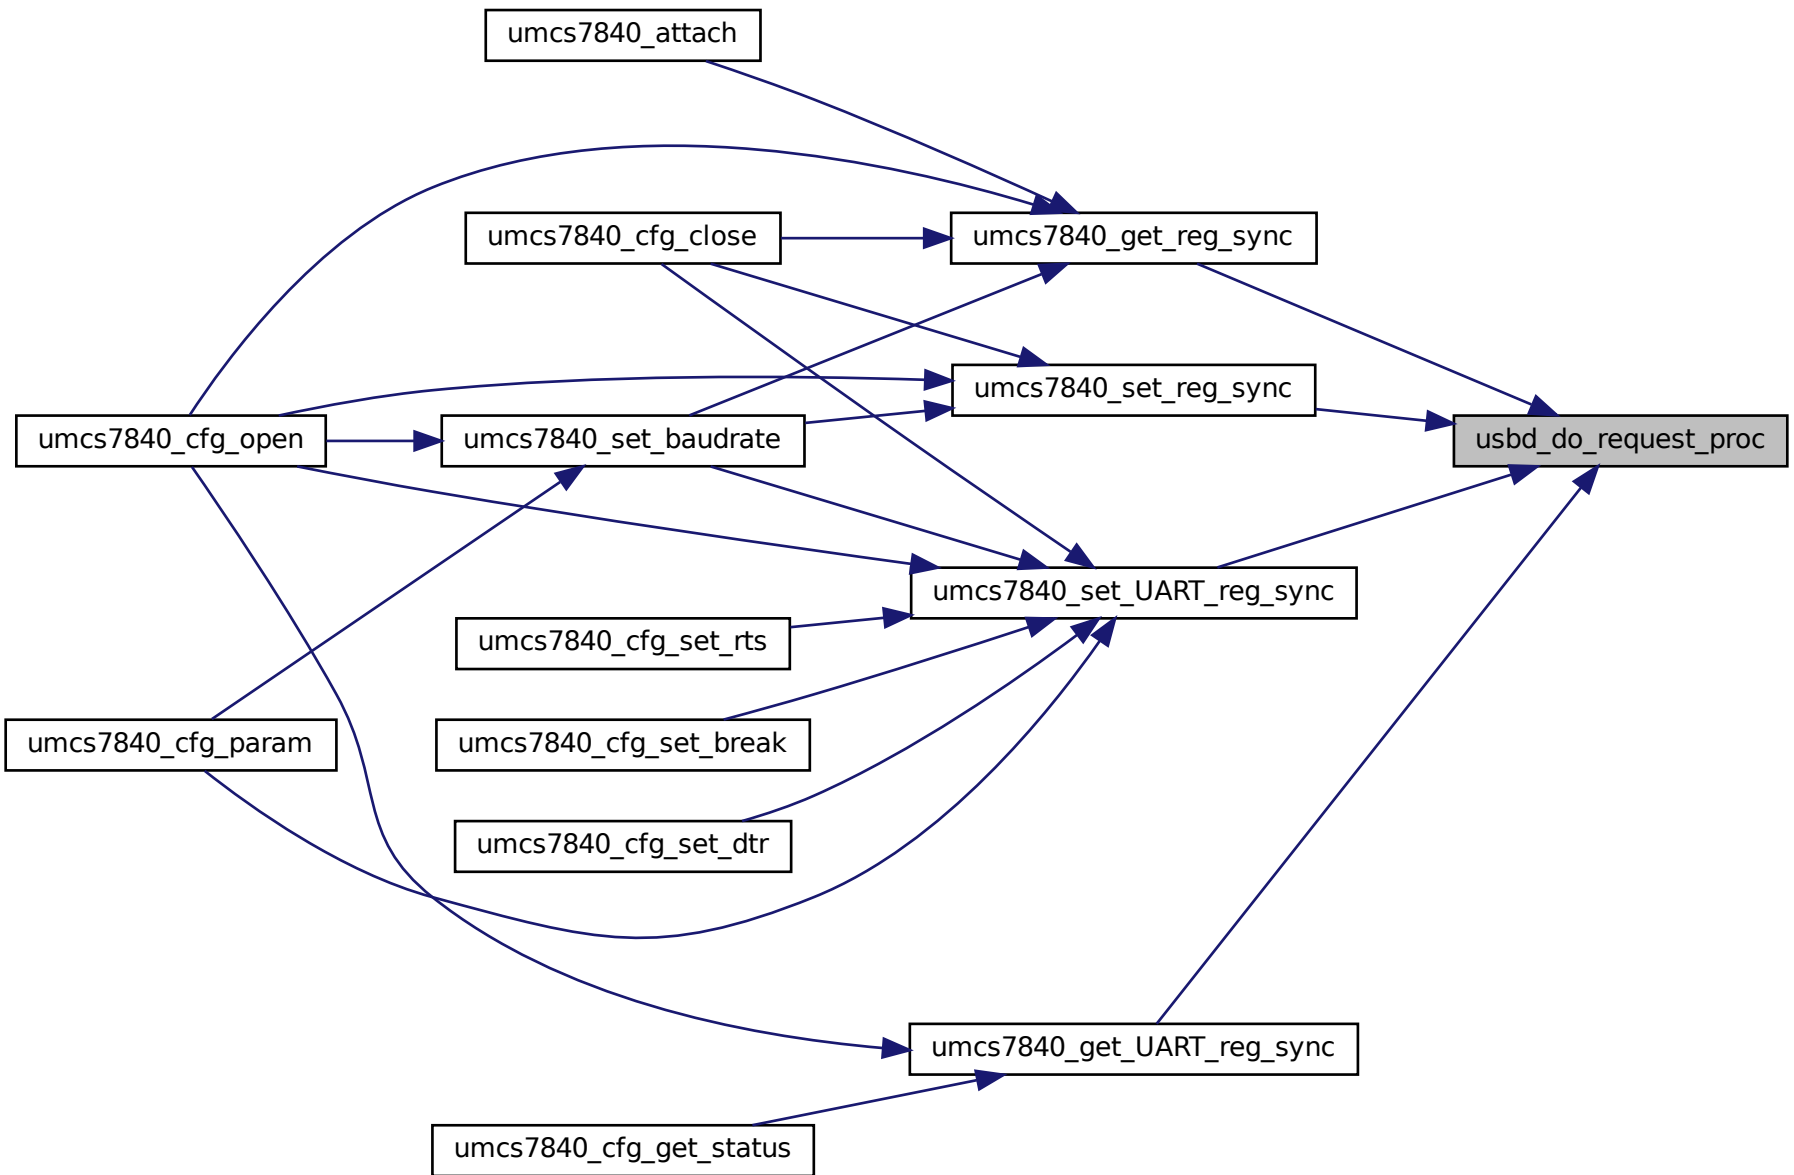 umcs7840_attach
umcs7840_cfg_close
umcs7840_get_reg_sync
umcs7840_set_reg_sync
umcs7840_cfg_open
umcs7840_set_baudrate
usbd_do_request_proc
umcs7840_set_UART_reg_sync
umcs7840_cfg_set_rts
umcs7840_cfg_param
umcs7840_cfg_set_break
umcs7840_cfg_set_dtr
umcs7840_get_UART_reg_sync
umcs7840_cfg_get_status